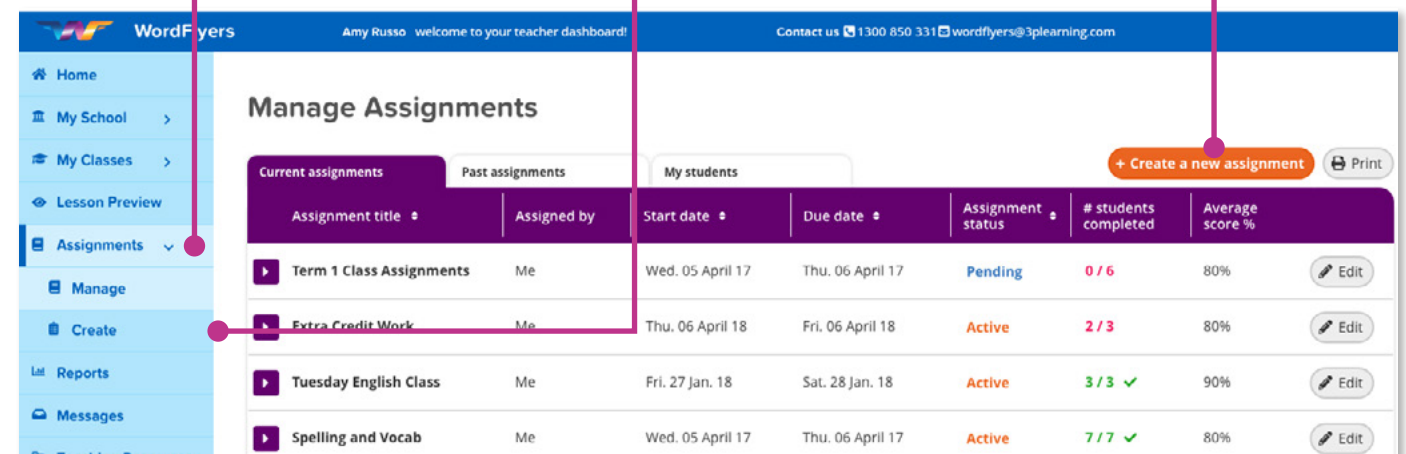 WordFlyers
Amy Russo welcome to your teacher dashboard!
Contact us 1300 850 331 wordflyers@3plearning.com
Home
My School
My Classes
Lesson Preview
Assignments
Manage
Create
Reports
Messages
Manage Assignments
Current assignments
Past assignments
My students
+ Create a new assignment
Print
Assignment title
Assigned by
Start date
Due date
Assignment
status
# students
completed
Average
score %
Term 1 Class Assignments Me Wed. 05 April 17 Thu. 06 April 17 Pending 0 / 6 80% Edit
Extra Credit Work Me Thu. 06 April 18 Fri. 06 April 18 Active 2 / 3 80% Edit
Tuesday English Class Me Fri. 27 Jan. 18 Sat. 28 Jan. 18 Active 3 / 3 ✓ 90% Edit
Spelling and Vocab Me Wed. 05 April 17 Thu. 06 April 17 Active 7 / 7 ✓ 80% Edit